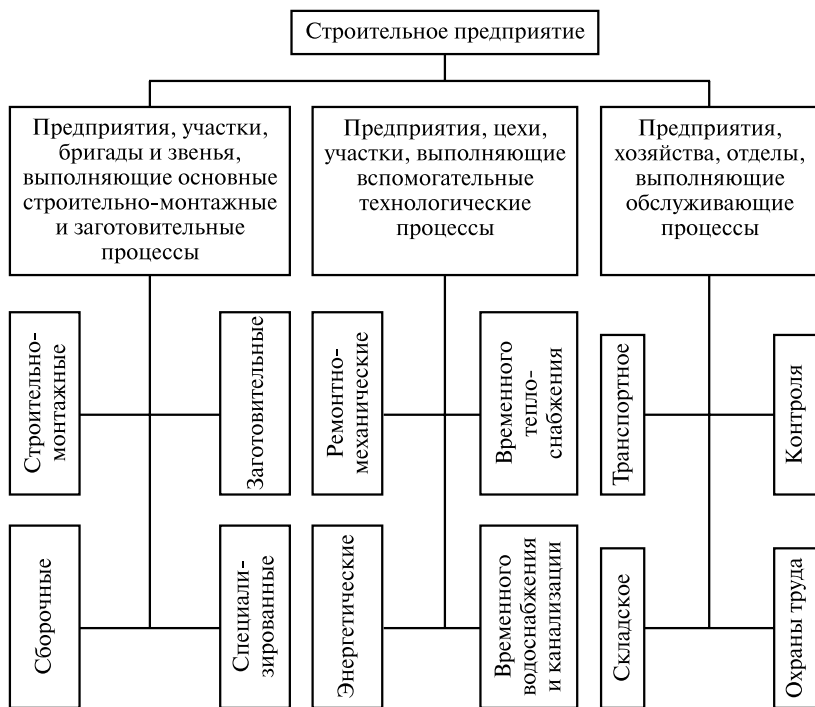 Строительное предприятие
Предприятия, участки,
бригады и звенья,
выполняющие основные
строительно-монтажные
и заготовительные
процессы
Предприятия, цехи,
участки, выполняющие
вспомогательные
технологические
процессы
Предприятия,
хозяйства, отделы,
выполняющие
обслуживающие
процессы
Строительно-
монтажные
Заготовительные
Ремонтно-
механические
Временного
тепло-
снабжения
Транспортное
Контроля
Сборочные
Специали-
зированные
Энергетические
Временного
водоснабжения
и канализации
Складское
Охраны труда